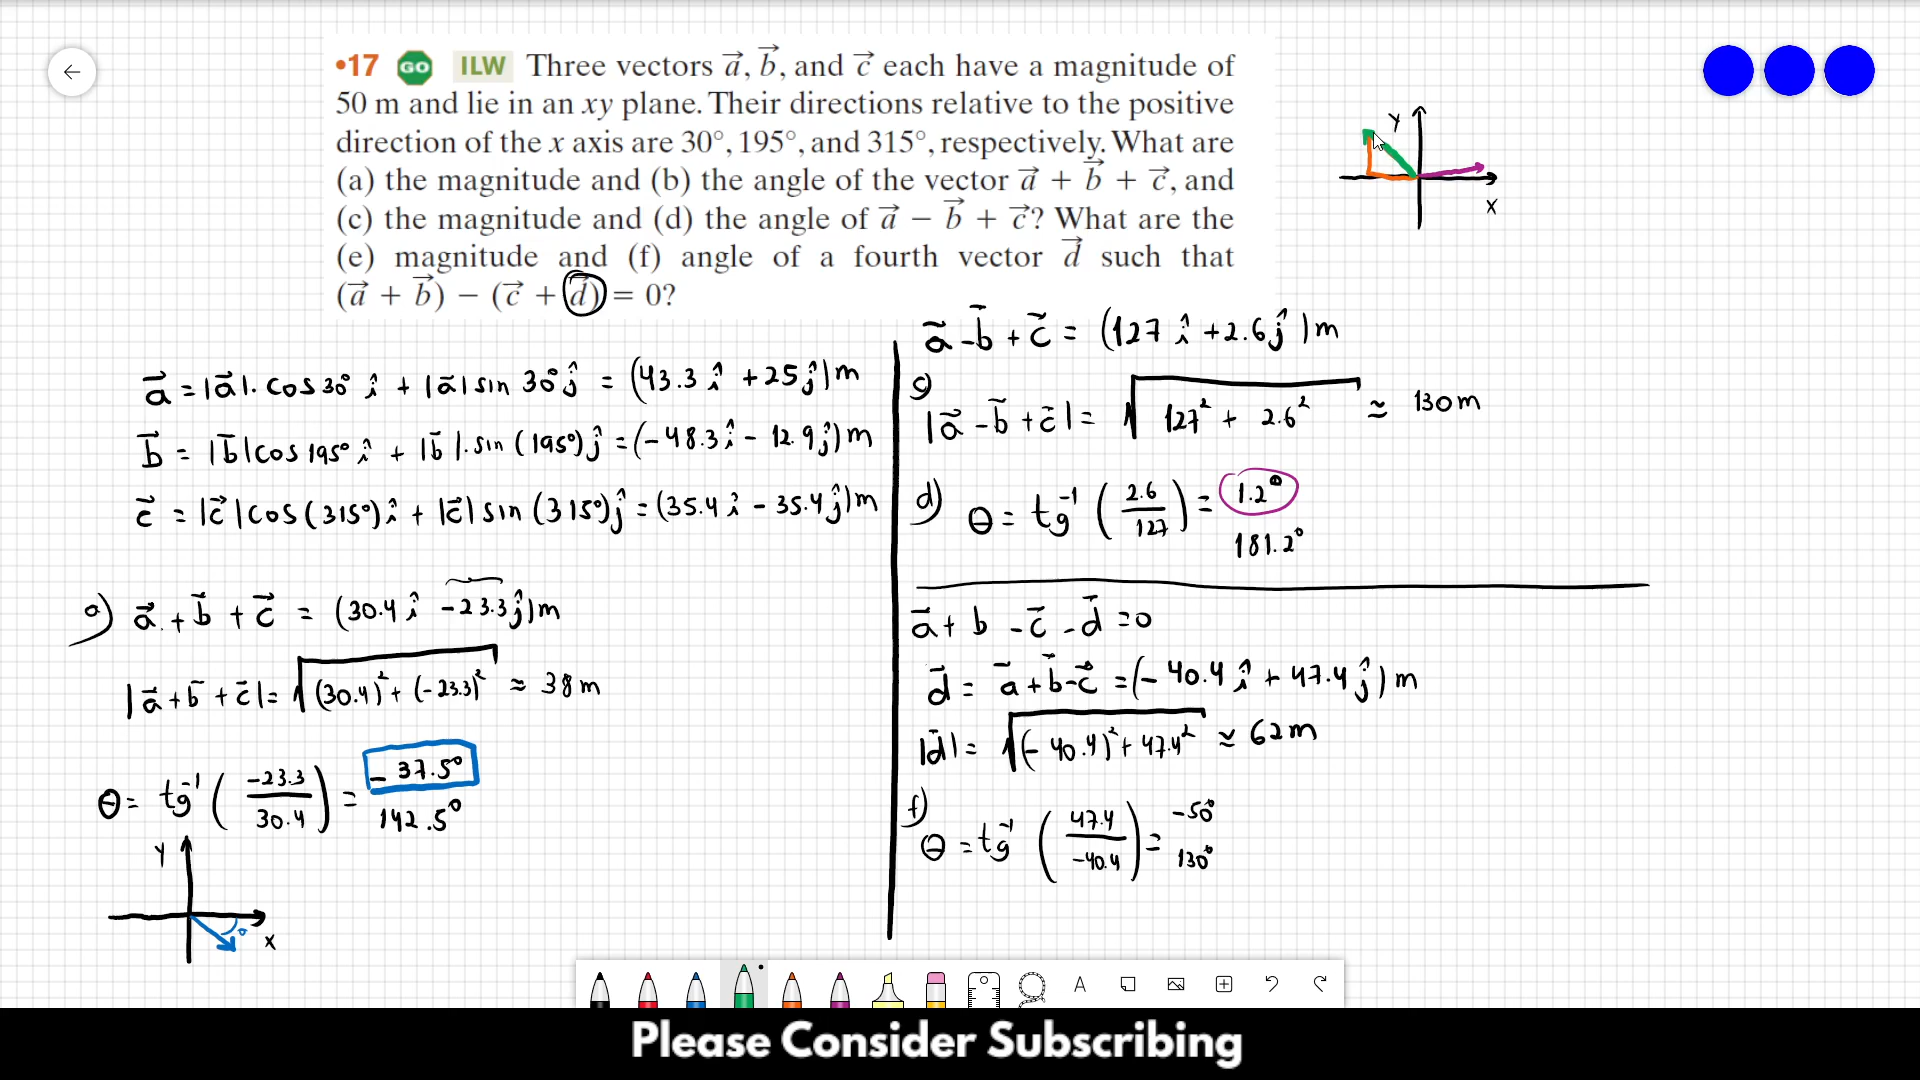 •17 GO ILW Three vectors a⃗, b⃗, and c⃗ each have a magnitude of
50 m and lie in an xy plane. Their directions relative to the positive
direction of the x axis are 30°, 195°, and 315°, respectively. What are
(a) the magnitude and (b) the angle of the vector a⃗ + b⃗ + c⃗, and
(c) the magnitude and (d) the angle of a⃗ − b⃗ + c⃗? What are the
(e) magnitude and (f) angle of a fourth vector d⃗ such that
(a⃗ + b⃗) − (c⃗ + d⃗) = 0?
y
x
a⃗ = |a⃗|. cos30° î + |a⃗| sin 30° ĵ = (43.3 î + 25 ĵ) m
b⃗ = |b⃗| cos 195° î + |b⃗|. sin (195°) ĵ = (-48.3 î - 12.9 ĵ) m
c⃗ = |c⃗| cos (315°) î + |c⃗| sin (315°) ĵ = (35.4 î - 35.4 ĵ) m
a) a⃗ + b⃗ + c⃗ = (30.4 î - 23.3 ĵ) m
|a⃗ + b⃗ + c⃗| = √(30.4)² + (-23.3)² ≈ 38 m
θ = tg⁻¹ (-23.3 / 30.4) = -37.5°
142.5°
y
x
a⃗ - b⃗ + c⃗ = (127 î + 2.6 ĵ) m
c)
|a⃗ - b⃗ + c⃗| = √127² + 2.6² ≈ 130 m
d) θ = tg⁻¹ (2.6 / 127) = 1.2°
181.2°
a⃗ + b - c⃗ - d⃗ = 0
d⃗ = a⃗ + b⃗ - c⃗ = (-40.4 î + 47.4 ĵ) m
|d⃗| = √(-40.4)² + 47.4² ≈ 62 m
f)
θ = tg⁻¹ (47.4 / -40.4) = -50°
130°
A
Please Consider Subscribing